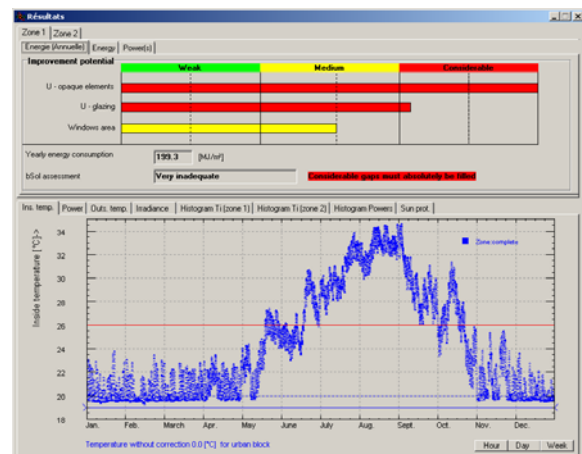 Résultats
Zone 1 Zone 2
Energie (Annuelle) Energy Power(s)
Improvement potential
Weak Medium Considerable
U - opaque elements
U - glazing
Windows area
Yearly energy consumption 199.3 [MJ/m²]
bSol assessment Very inadequate Considerable gaps must absolutely be filled
Ins. temp. Power Outs. temp. Irradiance Histogram Ti (zone 1) Histogram Ti (zone 2) Histogram Powers Sun prot.
Inside temperature [°C]->
34
Zone complete
32
30
28
26
24
22
20
18
Jan. Feb. March Apr. May June July Aug. Sept. Oct. Nov. Dec.
Temperature without correction 0.0 [°C] for urban block
Hour Day Week